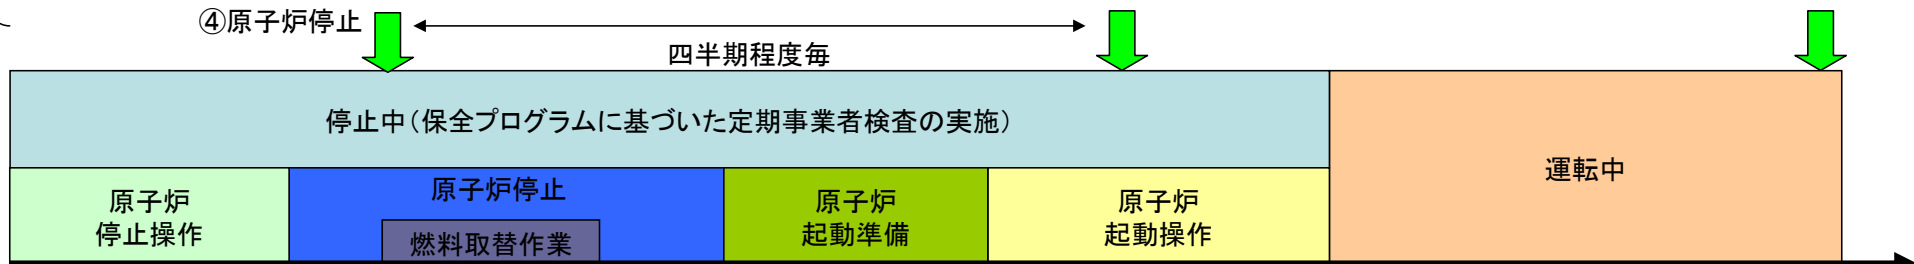 ④原子炉停止
四半期程度毎
停止中（保全プログラムに基づいた定期事業者検査の実施）
運転中
原子炉
停止操作
原子炉停止
燃料取替作業
原子炉
起動準備
原子炉
起動操作